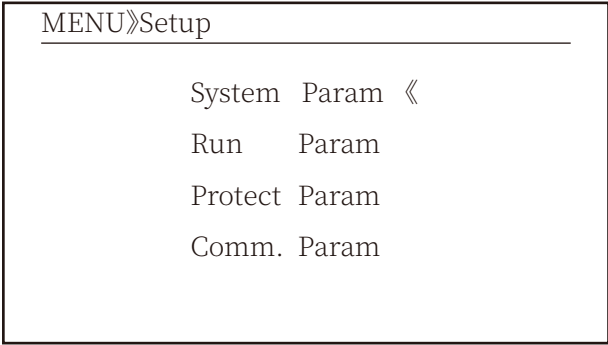 MENU》Setup
System Param 《
Run Param
Protect Param
Comm. Param